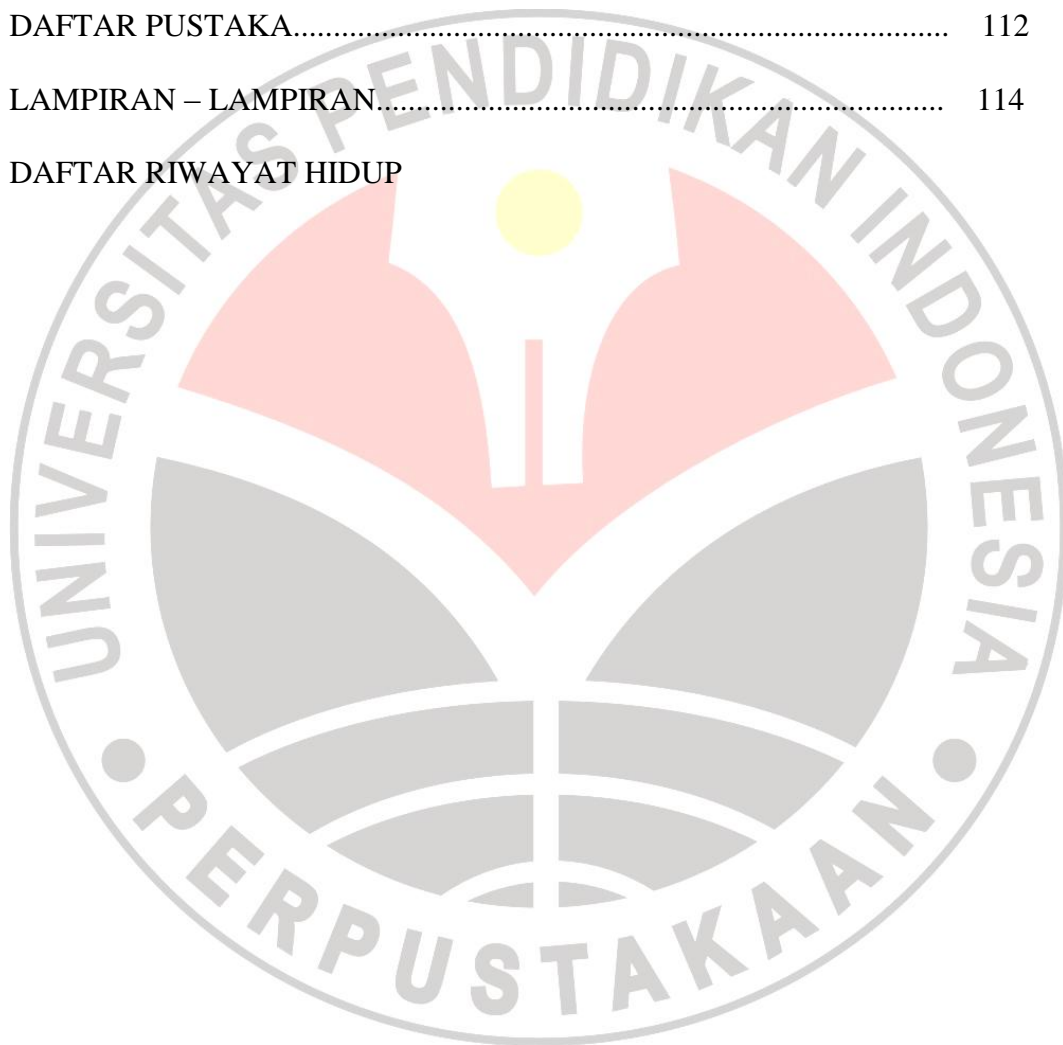 DAFTAR PUSTAKA................................................................................ 112
LAMPIRAN – LAMPIRAN..................................................................... 114
DAFTAR RIWAYAT HIDUP
UNIVERSITAS PENDIDIKAN INDONESIA
PERPUSTAKAAN